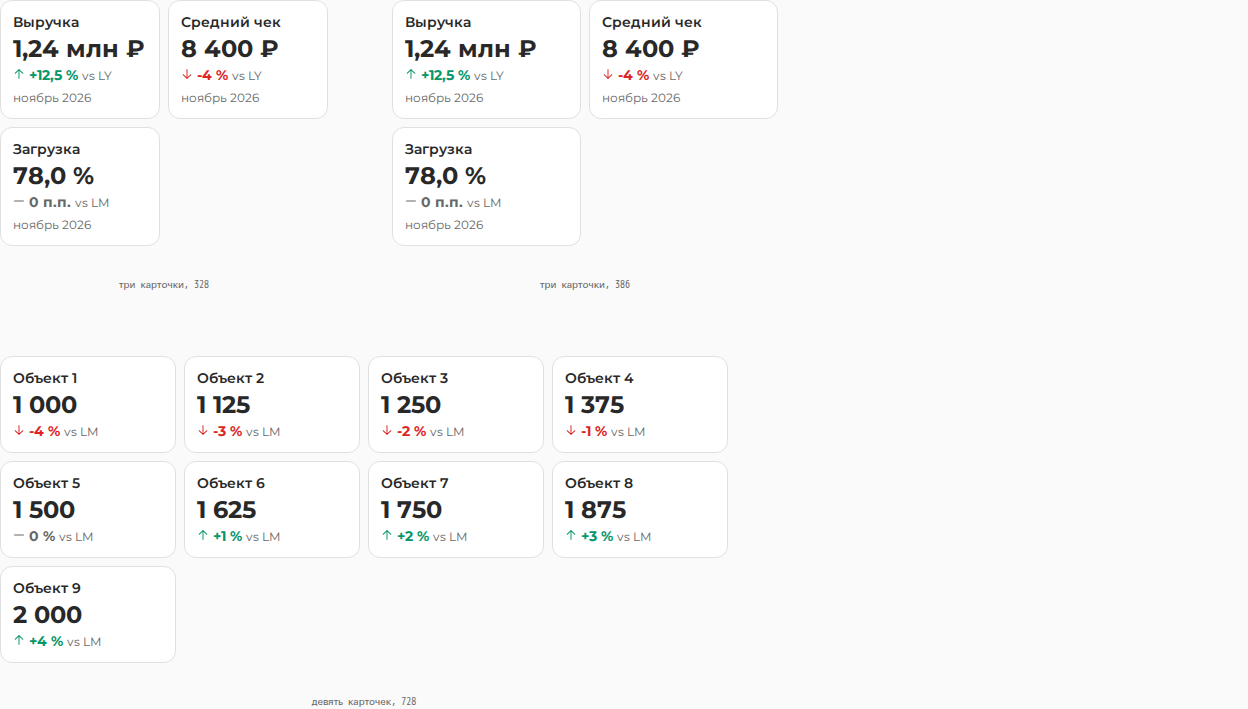 Выручка
1,24 млн ₽
↑ +12,5 % vs LY
ноябрь 2026
Средний чек
8 400 ₽
↓ -4 % vs LY
ноябрь 2026
Загрузка
78,0 %
— 0 п.п. vs LM
ноябрь 2026
три карточки, 328
Выручка
1,24 млн ₽
↑ +12,5 % vs LY
ноябрь 2026
Средний чек
8 400 ₽
↓ -4 % vs LY
ноябрь 2026
Загрузка
78,0 %
— 0 п.п. vs LM
ноябрь 2026
три карточки, 386
Объект 1
1 000
↓ -4 % vs LM
Объект 2
1 125
↓ -3 % vs LM
Объект 3
1 250
↓ -2 % vs LM
Объект 4
1 375
↓ -1 % vs LM
Объект 5
1 500
— 0 % vs LM
Объект 6
1 625
↑ +1 % vs LM
Объект 7
1 750
↑ +2 % vs LM
Объект 8
1 875
↑ +3 % vs LM
Объект 9
2 000
↑ +4 % vs LM
девять карточек, 728